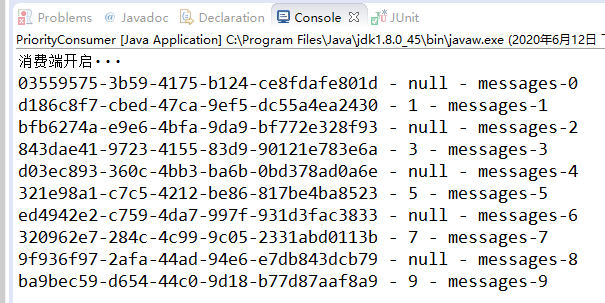 Problems @ Javadoc Declaration Console JUnit
PriorityConsumer [Java Application] C:\Program Files\Java\jdk1.8.0_45\bin\javaw.exe (2020年6月12日
消费端开启···
03559575-3b59-4175-b124-ce8fdafe801d - null - messages-0
d186c8f7-cbed-47ca-9ef5-dc55a4ea2430 - 1 - messages-1
bfb6274a-e9e6-4bfa-9da9-bf772e328f93 - null - messages-2
843dae41-9723-4155-83d9-90121e783e6a - 3 - messages-3
d03ec893-360c-4bb3-ba6b-0bd378ad0a6e - null - messages-4
321e98a1-c7c5-4212-be86-817be4ba8523 - 5 - messages-5
ed4942e2-c759-4da7-997f-931d3fac3833 - null - messages-6
320962e7-284c-4c99-9c05-2331abd0113b - 7 - messages-7
9f936f97-2afa-44ad-94e6-e7db843dcb79 - null - messages-8
ba9bec59-d654-44c0-9d18-b77d87aaf8a9 - 9 - messages-9